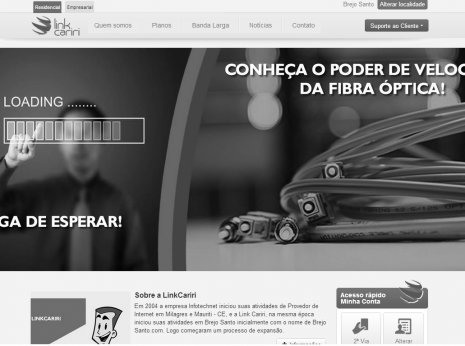 Residencial Empresarial
Brejo Santo Alterar localidade
link cariri
Quem somos Planos Banda Larga Notícias Contato
Suporte ao Cliente
CONHEÇA O PODER DE VELOC
DA FIBRA ÓPTICA!
LOADING ........
GA DE ESPERAR!
Sobre a LinkCariri
Em 2004 a empresa Infotechnet iniciou suas atividades de Provedor de
Internet em Milagres e Mauriti - CE, e a Link Cariri, na mesma época
iniciou suas atividades em Brejo Santo inicialmente com o nome de Brejo
Santo.com. Logo começaram um processo de expansão.
LINKCARIRI
Acesso rápido
Minha Conta
2ª Via
Alterar